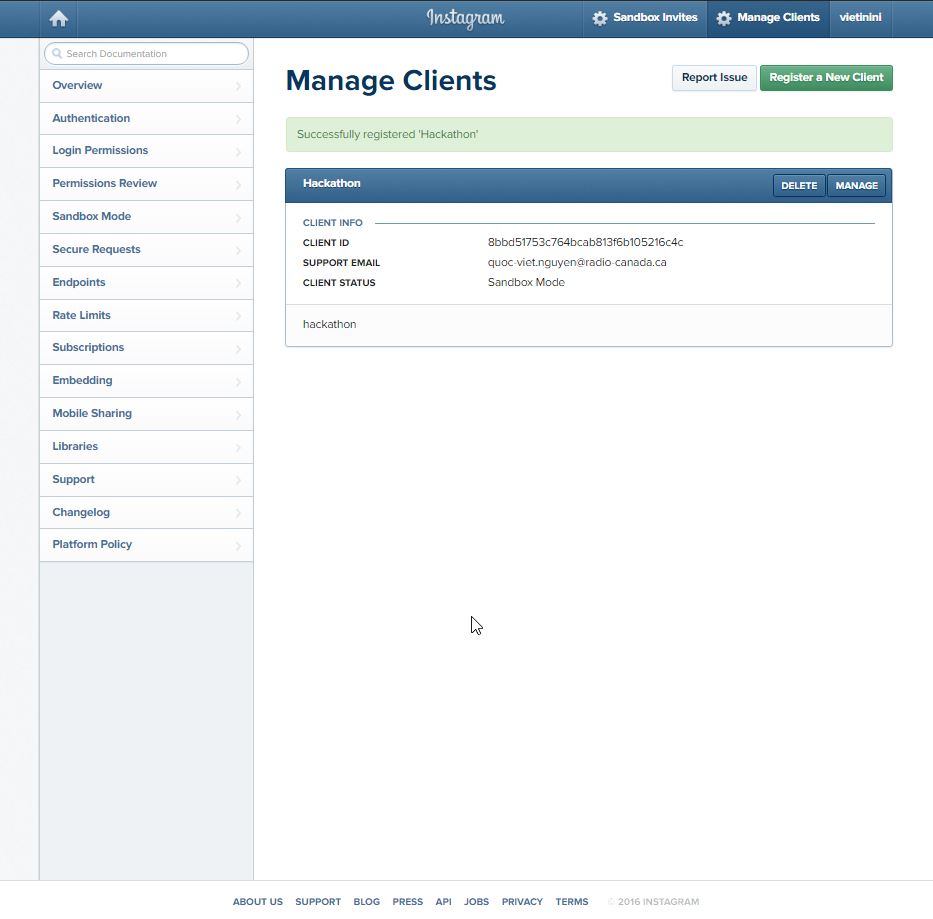 Instagram
Sandbox Invites
Manage Clients
vietinini
Search Documentation
Overview
Authentication
Login Permissions
Permissions Review
Sandbox Mode
Secure Requests
Endpoints
Rate Limits
Subscriptions
Embedding
Mobile Sharing
Libraries
Support
Changelog
Platform Policy
Manage Clients
Report Issue
Register a New Client
Successfully registered 'Hackathon'
Hackathon
DELETE
MANAGE
CLIENT INFO
CLIENT ID 8bbd51753c764bcab813f6b105216c4c
SUPPORT EMAIL quoc-viet.nguyen@radio-canada.ca
CLIENT STATUS Sandbox Mode
hackathon
ABOUT US SUPPORT BLOG PRESS API JOBS PRIVACY TERMS © 2016 INSTAGRAM